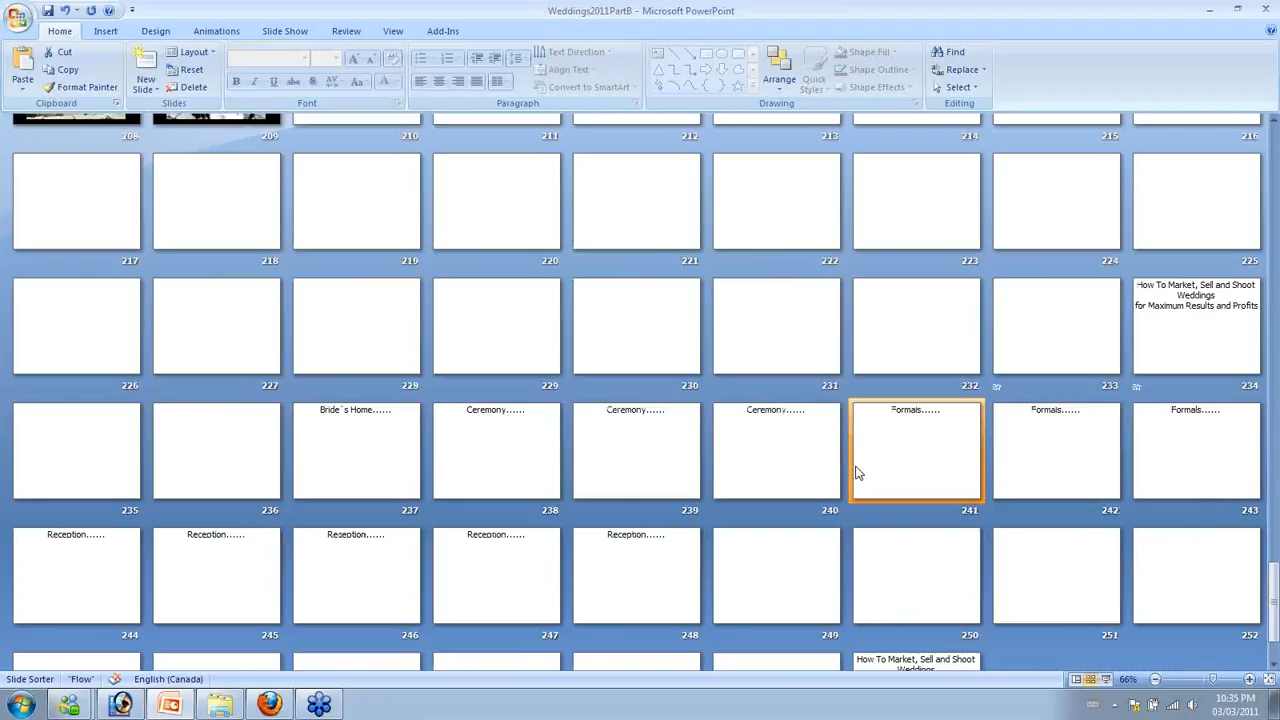 Weddings2011PartB - Microsoft PowerPoint
Home Insert Design Slide Show Review View Add-Ins
Animations
Paste
Cut
Copy
Format Painter
Clipboard
New Slide
Layout
Reset
Delete
Slides
B I U abc S AV Aa A
Font
Text Direction
Align Text
Convert to SmartArt
Paragraph
Arrange
Quick Styles
Shape Fill
Shape Outline
Shape Effects
Drawing
Find
Replace
Select
Editing
208 209 210 211 212 213 214 215 216
217 218 219 220 221 222 223 224 225
How To Market, Sell and Shoot
Weddings
for Maximum Results and Profits
226 227 228 229 230 231 232 233 234
Bride`s Home...... Ceremony...... Ceremony...... Ceremony...... Formals...... Formals...... Formals......
235 236 237 238 239 240 241 242 243
Reception...... Reception...... Reception...... Reception...... Reception......
244 245 246 247 248 249 250 251 252
How To Market, Sell and Shoot
Weddings
Slide Sorter "Flow" English (Canada) 66%
10:35 PM
03/03/2011